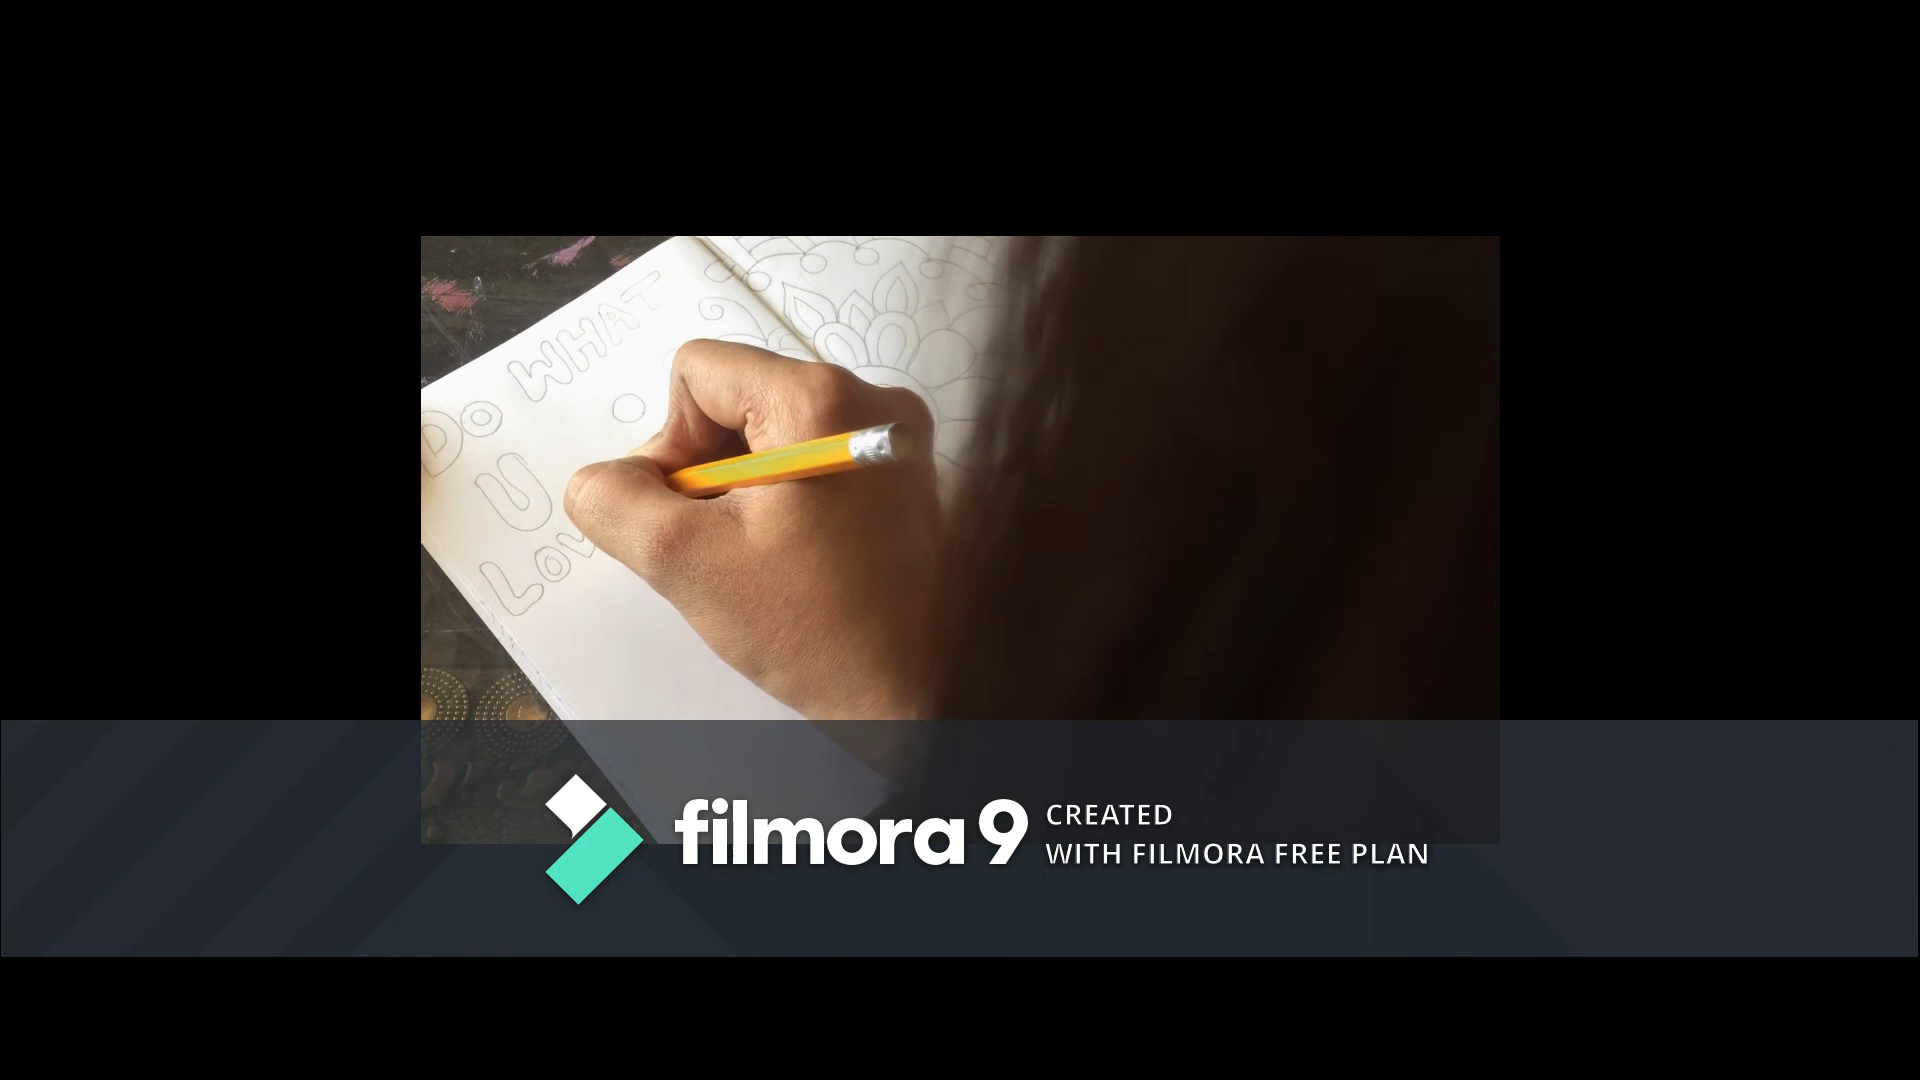 DO WHAT
U
LOV
filmora 9
CREATED
WITH FILMORA FREE PLAN